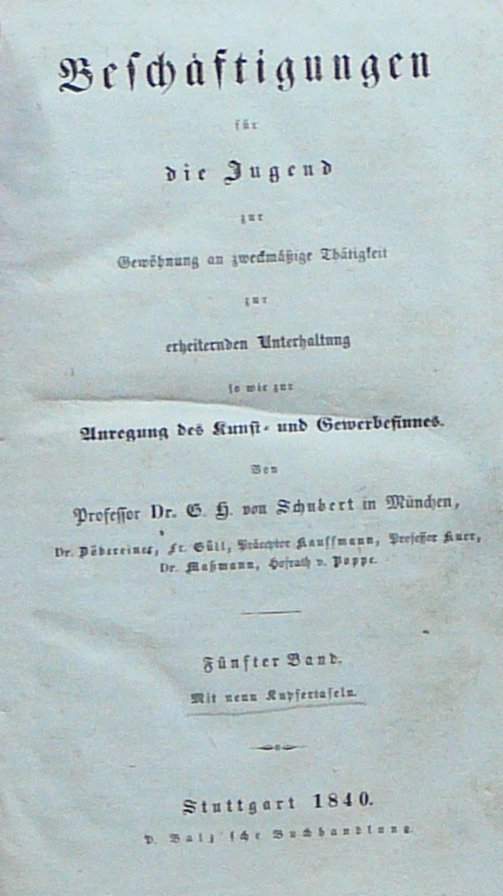 Beſchäftigungen
für
die Jugend
zur
Gewöhnung an zweckmäßige Thätigkeit
zur
erheiternden Unterhaltung
ſo wie zur
Anregung des Kunſt- und Gewerbeſinnes.
Von
Profeſſor Dr. G. H. von Schubert in München,
Dr. Döbereiner, Fr. Güll, Präceptor Kauffmann, Profeſſor Kurr,
Dr. Maßmann, Hofrath v. Poppe.
Fünfter Band.
Mit neun Kupfertafeln.
Stuttgart 1840.
P. Balz'ſche Buchhandlung.